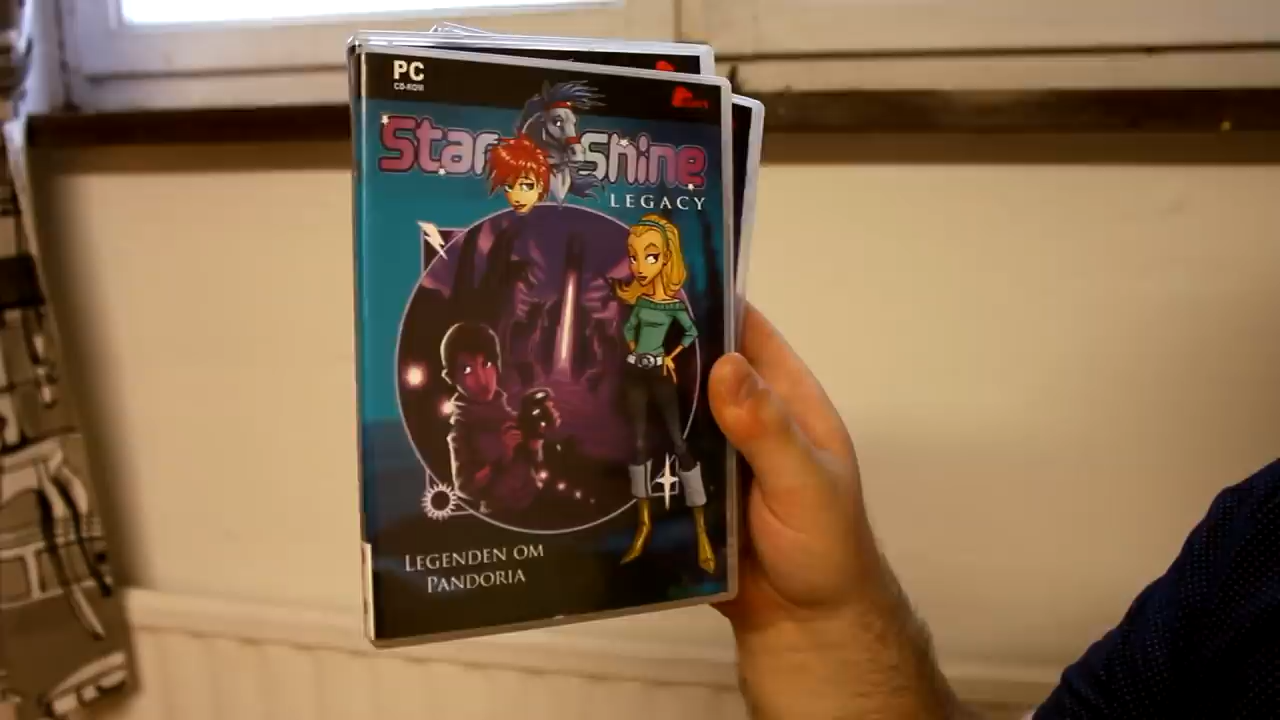 PC
CD-ROM
Star Shine
LEGACY
LEGENDEN OM
PANDORIA